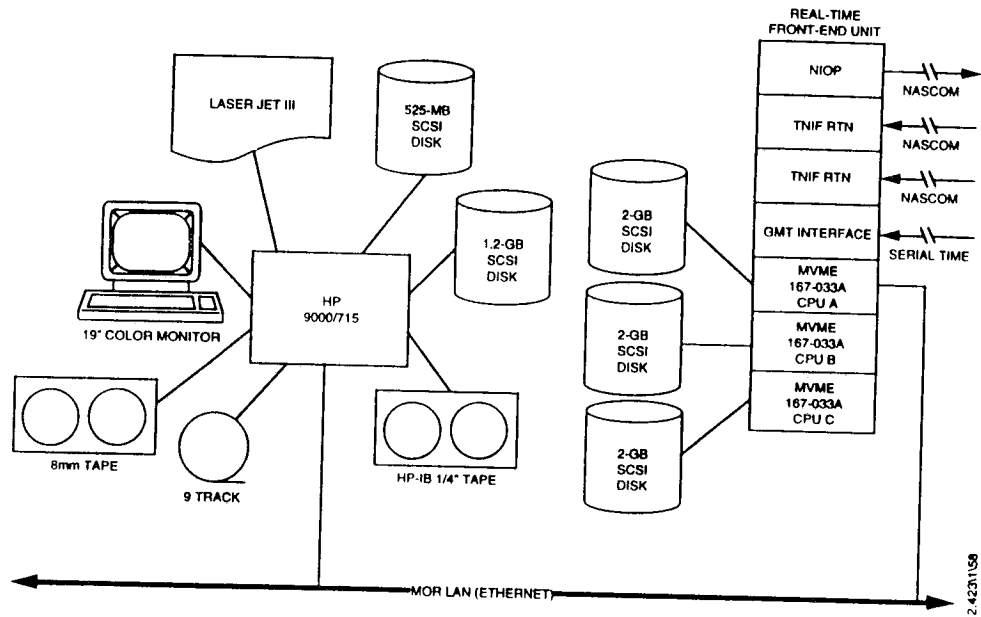 REAL-TIME
FRONT-END UNIT
LASER JET III
525-MB
SCSI
DISK
NIOP
NASCOM
TNIF RTN
NASCOM
TNIF RTN
NASCOM
GMT INTERFACE
SERIAL TIME
2-GB
SCSI
DISK
1.2-GB
SCSI
DISK
HP
9000/715
19" COLOR MONITOR
MVME
167-033A
CPU A
MVME
167-033A
CPU B
MVME
167-033A
CPU C
2-GB
SCSI
DISK
2-GB
SCSI
DISK
8mm TAPE
9 TRACK
HP-IB 1/4" TAPE
MOR LAN (ETHERNET)
2.423\1\58